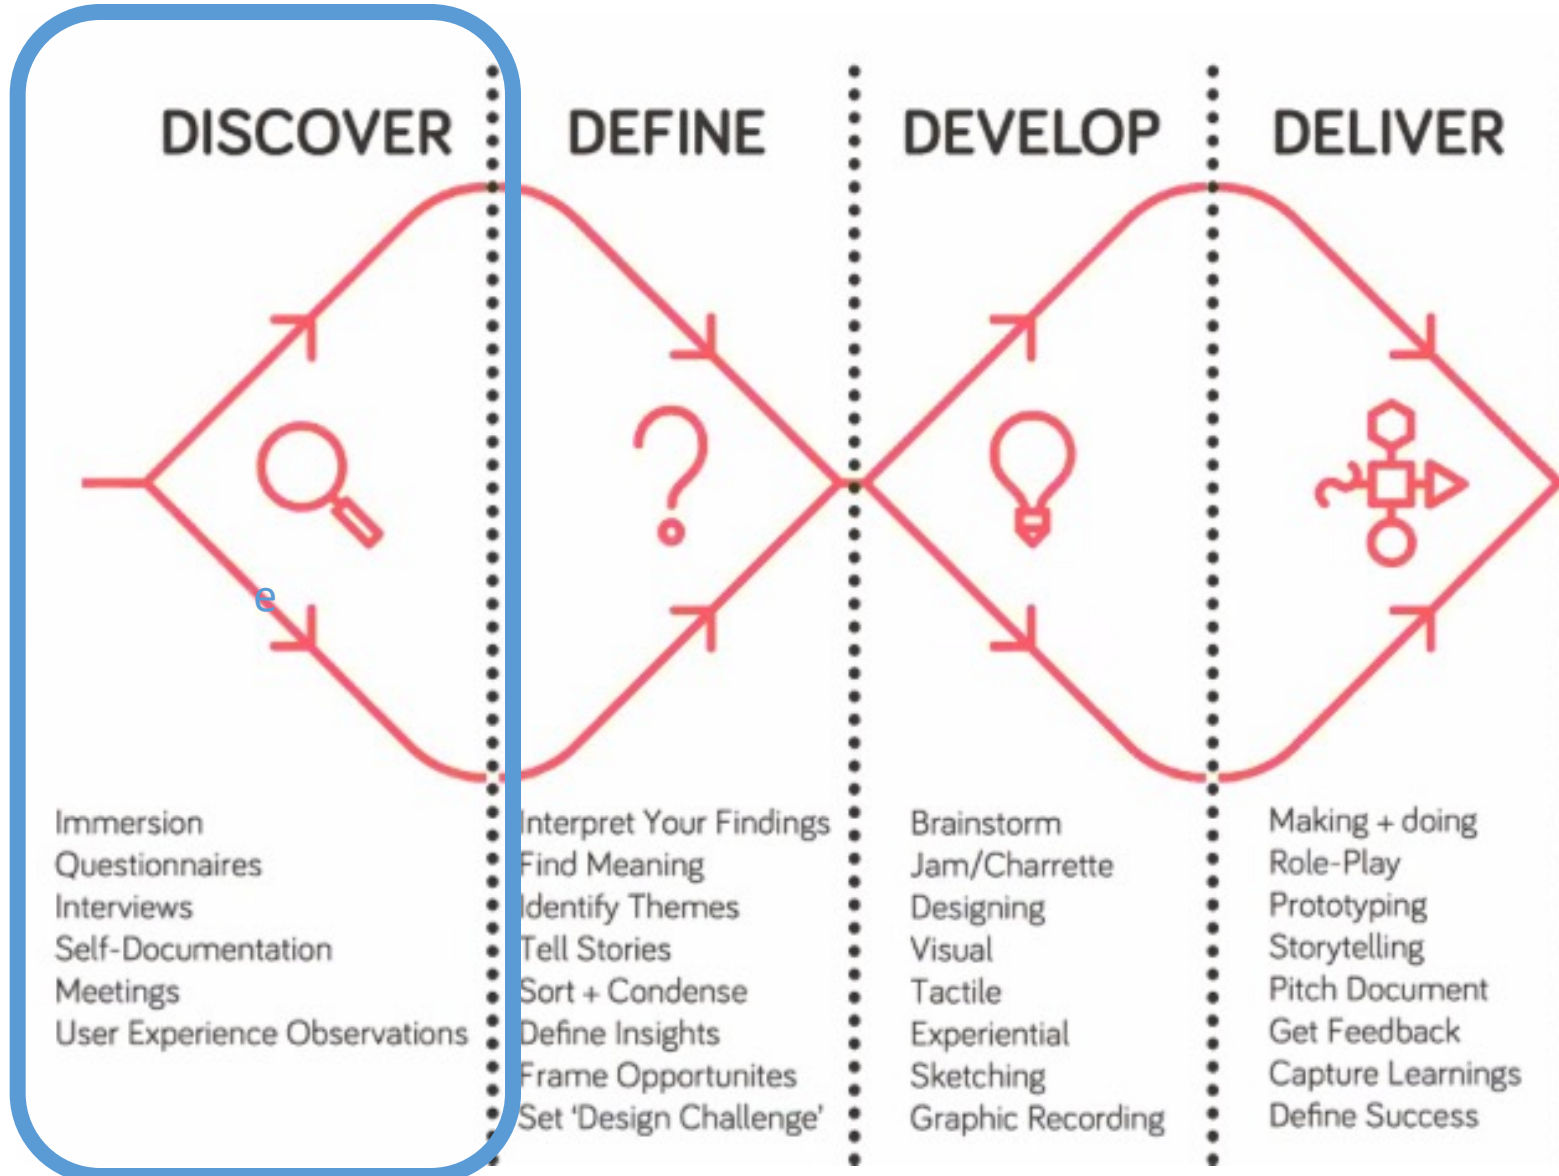 DISCOVER
DEFINE
DEVELOP
DELIVER
e
Immersion
Questionnaires
Interviews
Self-Documentation
Meetings
User Experience Observations
Interpret Your Findings
Find Meaning
Identify Themes
Tell Stories
Sort + Condense
Define Insights
Frame Opportunites
Set ‘Design Challenge’
Brainstorm
Jam/Charrette
Designing
Visual
Tactile
Experiential
Sketching
Graphic Recording
Making + doing
Role-Play
Prototyping
Storytelling
Pitch Document
Get Feedback
Capture Learnings
Define Success